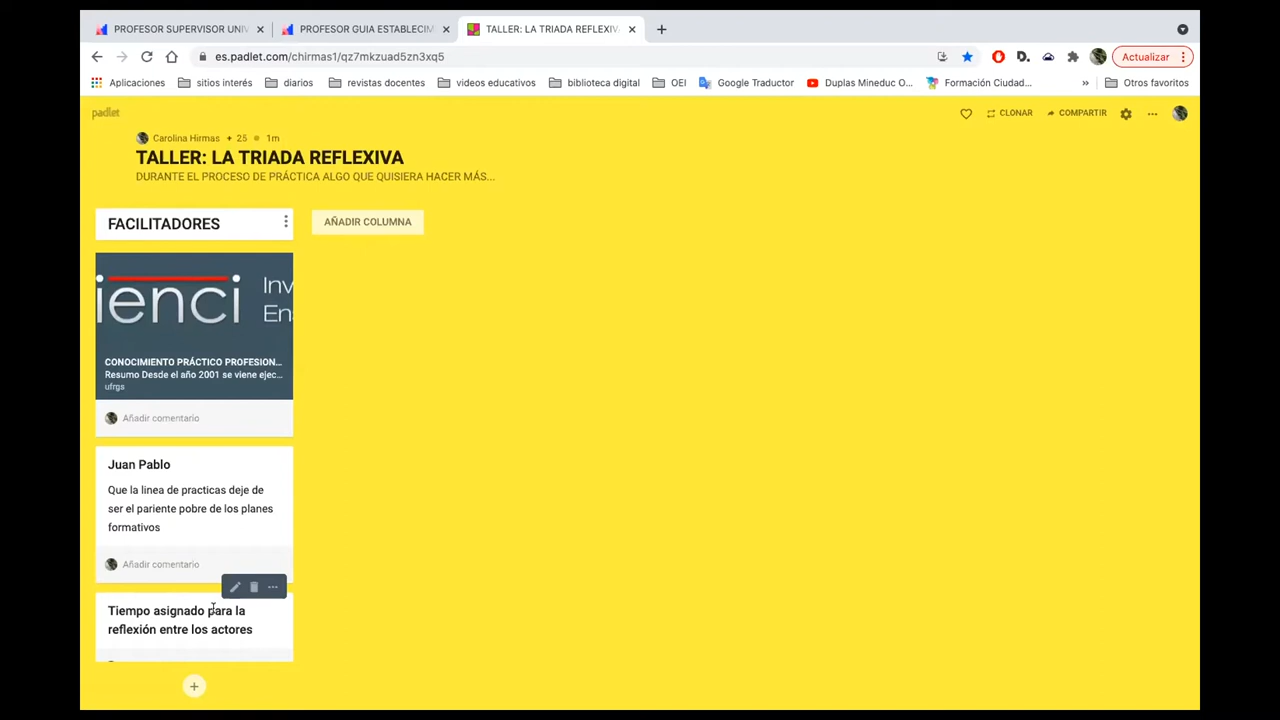 PROFESOR SUPERVISOR UNIV
PROFESOR GUIA ESTABLECIM
TALLER: LA TRIADA REFLEXIV
es.padlet.com/chirmas1/qz7mkzuad5zn3xq5
D.
Actualizar
Aplicaciones
sitios interés
diarios
revistas docentes
videos educativos
biblioteca digital
OEI
Google Traductor
Duplas Mineduc O...
Formación Ciudad...
»
Otros favoritos
padlet
CLONAR
COMPARTIR
Carolina Hirmas + 25 1m
TALLER: LA TRIADA REFLEXIVA
DURANTE EL PROCESO DE PRÁCTICA ALGO QUE QUISIERA HACER MÁS...
FACILITADORES
AÑADIR COLUMNA
ienci
Inv
Ens
CONOCIMIENTO PRÁCTICO PROFESION...
Resumo Desde el año 2001 se viene ejec...
ufrgs
Añadir comentario
Juan Pablo
Que la linea de practicas deje de
ser el pariente pobre de los planes
formativos
Añadir comentario
Tiempo asignado para la
reflexión entre los actores